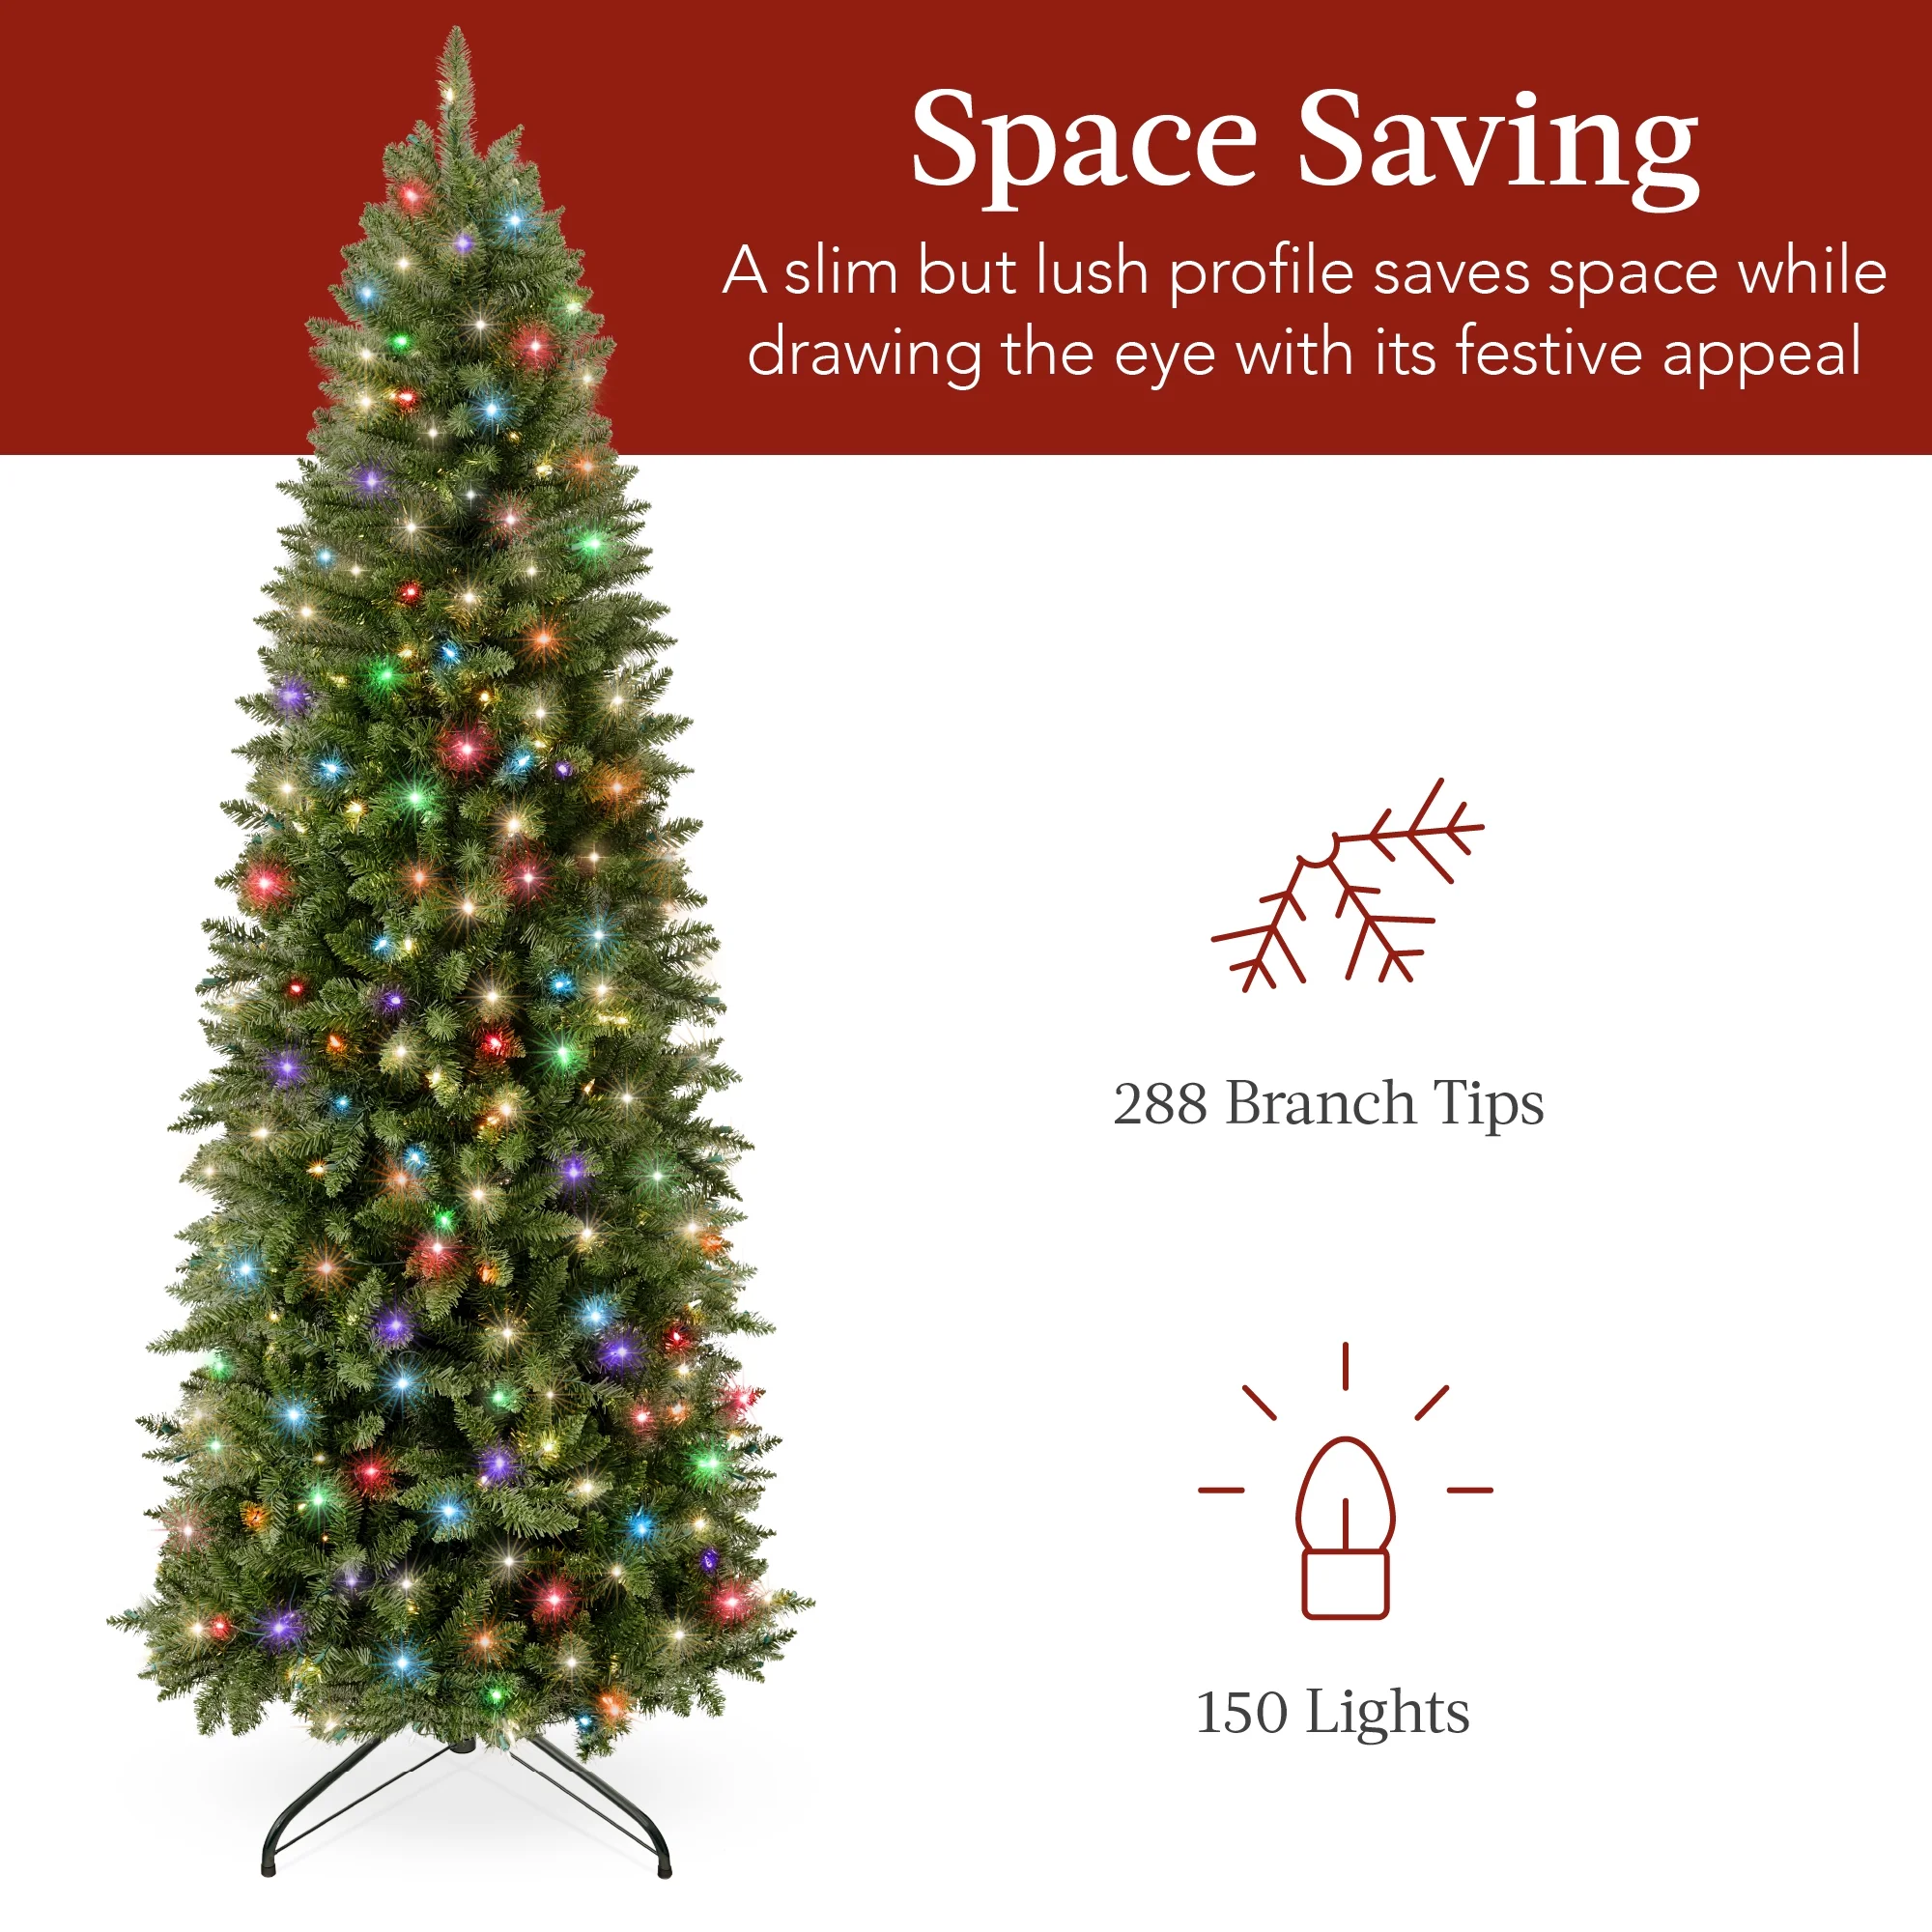 Space Saving
A slim but lush profile saves space while
drawing the eye with its festive appeal
288 Branch Tips
150 Lights